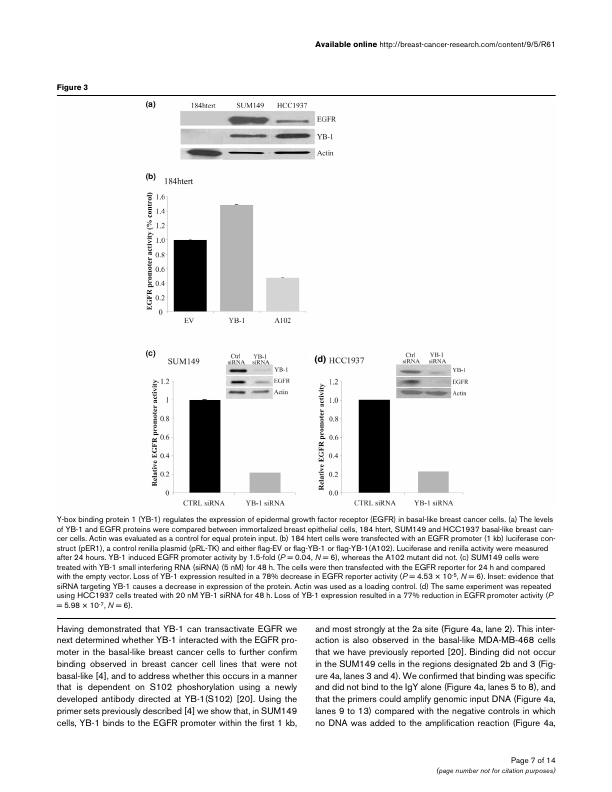 Available online http://breast-cancer-research.com/content/9/5/R61
Figure 3
(a)
184htert SUM149 HCC1937
EGFR
YB-1
Actin
(b)
184htert
EGFR promoter activity (% control)
1.6
1.4
1.2
1.0
0.8
0.6
0.4
0.2
0
EV YB-1 A102
(c)
SUM149
Ctrl siRNA YB-1 siRNA
YB-1
EGFR
Actin
Relative EGFR promoter activity
1.2
1
0.8
0.6
0.4
0.2
0
CTRL siRNA YB-1 siRNA
(d) HCC1937
Ctrl siRNA YB-1 siRNA
YB-1
EGFR
Actin
Relative EGFR promoter activity
1.2
1.0
0.8
0.6
0.4
0.2
0.0
CTRL siRNA YB-1 siRNA
Y-box binding protein 1 (YB-1) regulates the expression of epidermal growth factor receptor (EGFR) in basal-like breast cancer cells. (a) The levels
of YB-1 and EGFR proteins were compared between immortalized breast epithelial cells, 184 htert, SUM149 and HCC1937 basal-like breast can-
cer cells. Actin was evaluated as a control for equal protein input. (b) 184 htert cells were transfected with an EGFR promoter (1 kb) luciferase con-
struct (pER1), a control renilla plasmid (pRL-TK) and either flag-EV or flag-YB-1 or flag-YB-1(A102). Luciferase and renilla activity were measured
after 24 hours. YB-1 induced EGFR promoter activity by 1.5-fold (P = 0.04, N = 6), whereas the A102 mutant did not. (c) SUM149 cells were
treated with YB-1 small interfering RNA (siRNA) (5 nM) for 48 h. The cells were then transfected with the EGFR reporter for 24 h and compared
with the empty vector. Loss of YB-1 expression resulted in a 78% decrease in EGFR reporter activity (P = 4.53 × 10-5, N = 6). Inset: evidence that
siRNA targeting YB-1 causes a decrease in expression of the protein. Actin was used as a loading control. (d) The same experiment was repeated
using HCC1937 cells treated with 20 nM YB-1 siRNA for 48 h. Loss of YB-1 expression resulted in a 77% reduction in EGFR promoter activity (P
= 5.98 × 10-7, N = 6).
Having demonstrated that YB-1 can transactivate EGFR we
next determined whether YB-1 interacted with the EGFR pro-
moter in the basal-like breast cancer cells to further confirm
binding observed in breast cancer cell lines that were not
basal-like [4], and to address whether this occurs in a manner
that is dependent on S102 phoshorylation using a newly
developed antibody directed at YB-1(S102) [20]. Using the
primer sets previously described [4] we show that, in SUM149
cells, YB-1 binds to the EGFR promoter within the first 1 kb,
and most strongly at the 2a site (Figure 4a, lane 2). This inter-
action is also observed in the basal-like MDA-MB-468 cells
that we have previously reported [20]. Binding did not occur
in the SUM149 cells in the regions designated 2b and 3 (Fig-
ure 4a, lanes 3 and 4). We confirmed that binding was specific
and did not bind to the IgY alone (Figure 4a, lanes 5 to 8), and
that the primers could amplify genomic input DNA (Figure 4a,
lanes 9 to 13) compared with the negative controls in which
no DNA was added to the amplification reaction (Figure 4a,
Page 7 of 14
(page number not for citation purposes)